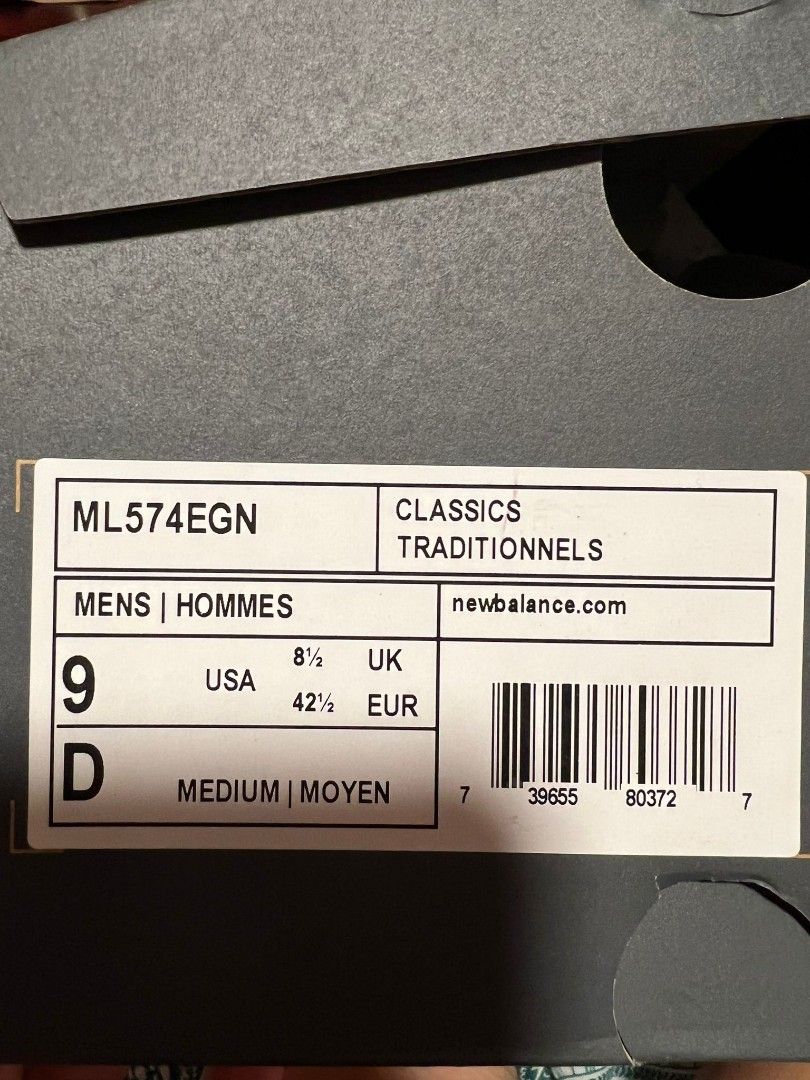 ML574EGN
CLASSICS
TRADITIONNELS
MENS | HOMMES
newbalance.com
9 USA 8½ UK
42½ EUR
D MEDIUM | MOYEN
7 39655 80372 7